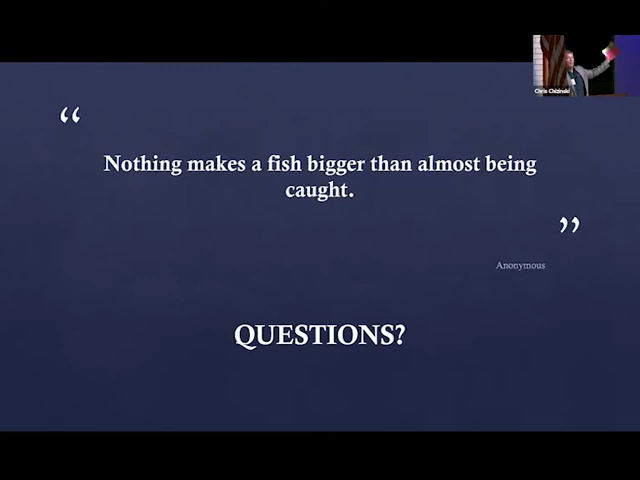 Chris Chizinski
“
Nothing makes a fish bigger than almost being
caught.
”
Anonymous
QUESTIONS?